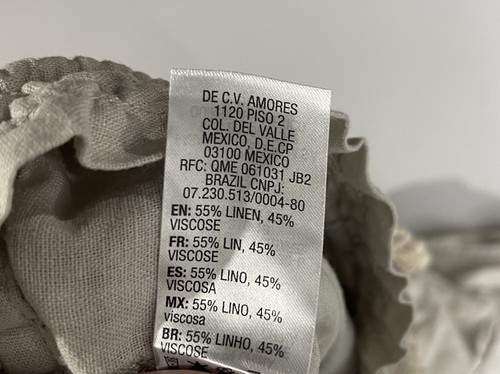 DE C.V. AMORES
1120 PISO 2
COL. DEL VALLE
MEXICO, D.E.CP
03100 MEXICO
RFC: QME 061031 JB2
BRAZIL CNPJ:
07.230.513/0004-80
EN: 55% LINEN, 45%
VISCOSE
FR: 55% LIN, 45%
VISCOSE
ES: 55% LINO, 45%
VISCOSA
MX: 55% LINO, 45%
viscosa
BR: 55% LINHO, 45%
VISCOSE